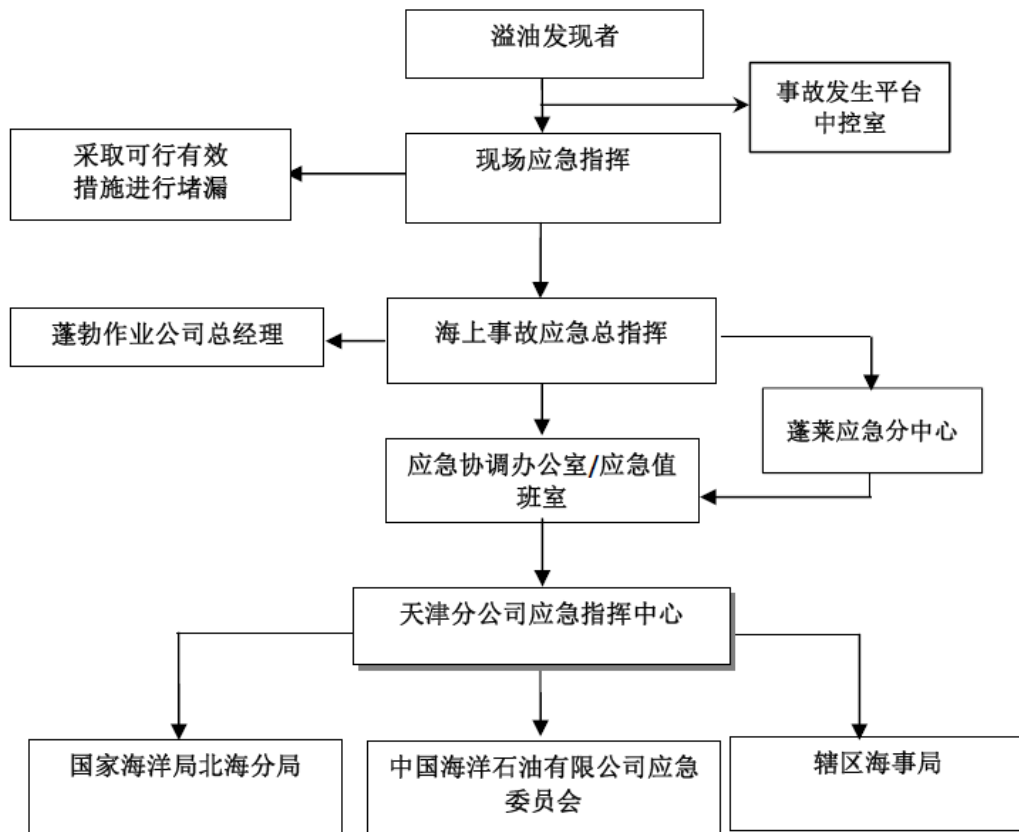 溢油发现者
事故发生平台
中控室
采取可行有效
措施进行堵漏
现场应急指挥
蓬勃作业公司总经理
海上事故应急总指挥
蓬莱应急分中心
应急协调办公室/应急值
班室
天津分公司应急指挥中心
国家海洋局北海分局
中国海洋石油有限公司应急
委员会
辖区海事局